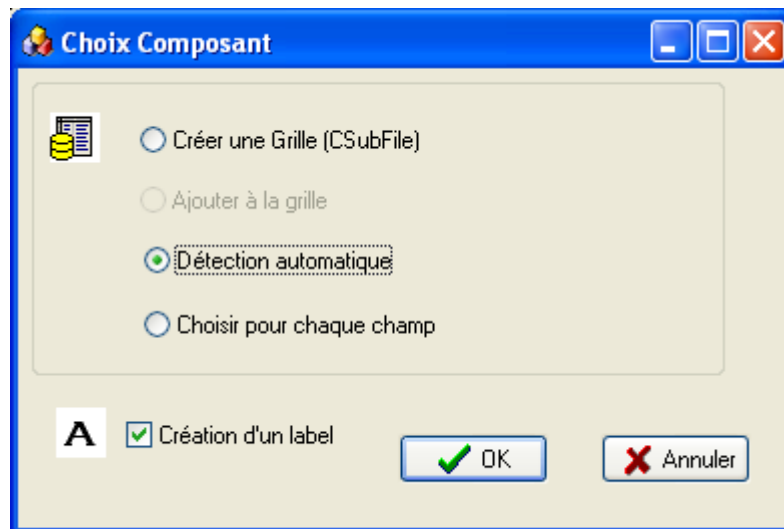 Choix Composant
Créer une Grille (CSubFile)
Ajouter à la grille
Détection automatique
Choisir pour chaque champ
A
Création d'un label
OK
Annuler